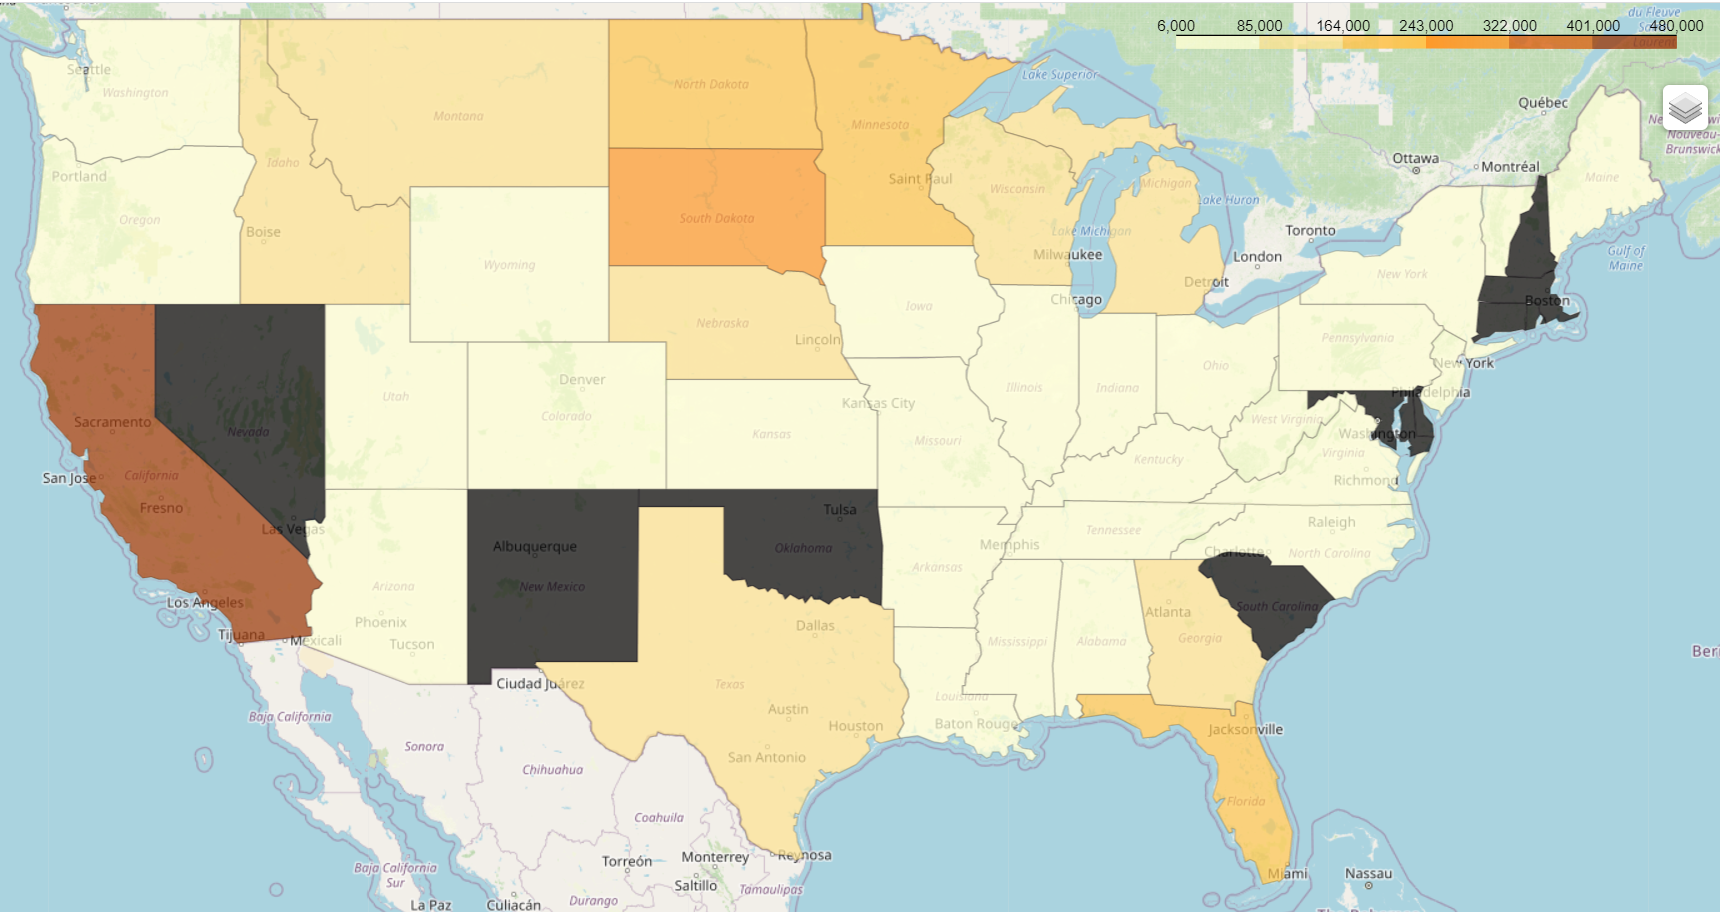 6,000 85,000 164,000 243,000 322,000 401,000 480,000
du Fleuve
Lake Superior
Seattle
Washington
North Dakota
Montana
Minnesota
Québec
Nouveau-
Brunswick
Ottawa
Montréal
Portland
Idaho
Saint Paul
Wisconsin
Michigan
Maine
Oregon
Boise
South Dakota
Lake Huron
Lake Michigan
Toronto
Gulf of
Maine
Wyoming
Milwaukee
London
New York
Detroit
Chicago
Boston
Iowa
Nebraska
Lincoln
Pennsylvania
New York
Denver
Utah
Colorado
Ohio
Illinois
Indiana
Philadelphia
Kansas City
Sacramento
Nevada
Kansas
Missouri
West Virginia
Washington
Virginia
Kentucky
Richmond
San Jose
California
Fresno
Las Vegas
Tulsa
Albuquerque
Oklahoma
Memphis
Tennessee
Raleigh
Charlotte
North Carolina
New Mexico
Arizona
Arkansas
Los Angeles
Phoenix
Tucson
Tijuana
Mexicali
Dallas
Atlanta
Georgia
South Carolina
Mississippi
Alabama
Ciudad Juárez
Texas
Louisiana
Baton Rouge
Austin
Houston
Jacksonville
Baja California
Sonora
Chihuahua
San Antonio
Florida
Coahuila
Baja California
Sur
Torreón
Monterrey
Reynosa
Saltillo
Tamaulipas
Durango
La Paz
Culiacán
Miami
Nassau
Beri